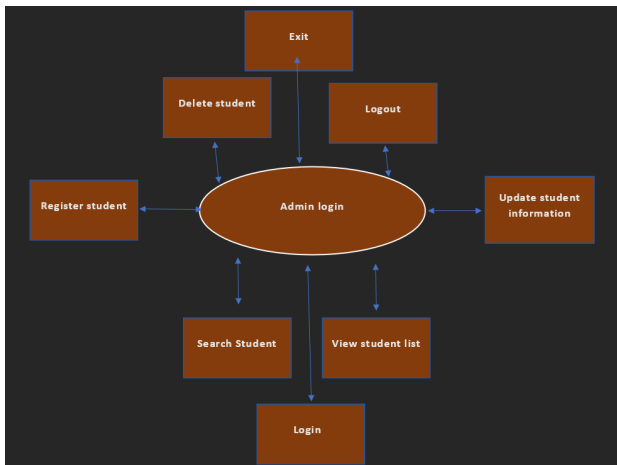 Exit
Delete student
Logout
Register student
Admin login
Update student
information
Search Student
View student list
Login